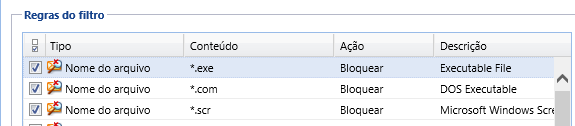 Regras do filtro
Tipo Conteúdo Ação Descrição
Nome do arquivo *.exe Bloquear Executable File
Nome do arquivo *.com Bloquear DOS Executable
Nome do arquivo *.scr Bloquear Microsoft Windows Scre